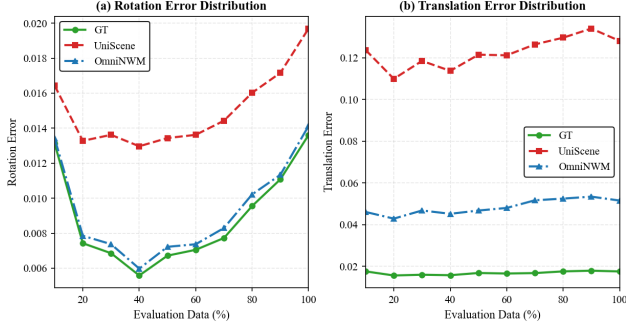 (a) Rotation Error Distribution
0.020
0.018
0.016
0.014
0.012
0.010
0.008
0.006
Rotation Error
GT
UniScene
OmniNWM
20
40
60
80
100
Evaluation Data (%)
(b) Translation Error Distribution
0.12
0.10
0.08
0.06
0.04
0.02
Translation Error
GT
UniScene
OmniNWM
20
40
60
80
100
Evaluation Data (%)